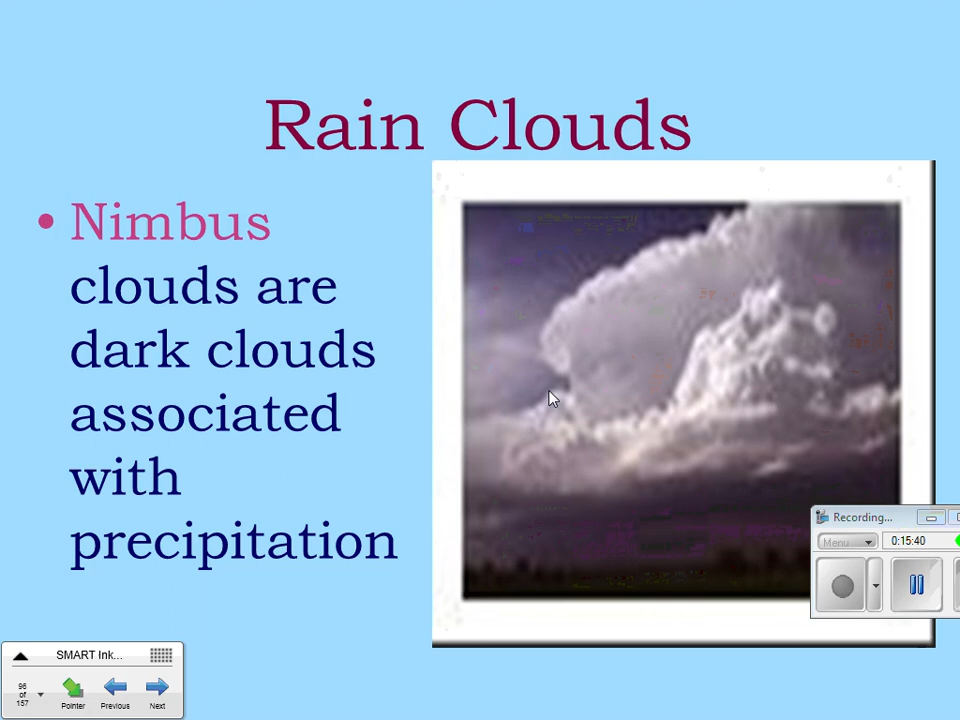 Rain Clouds
• Nimbus
clouds are
dark clouds
associated
with
precipitation
Recording...
Menu
0:15:40
SMART Ink...
96
of
157
Pointer
Previous
Next